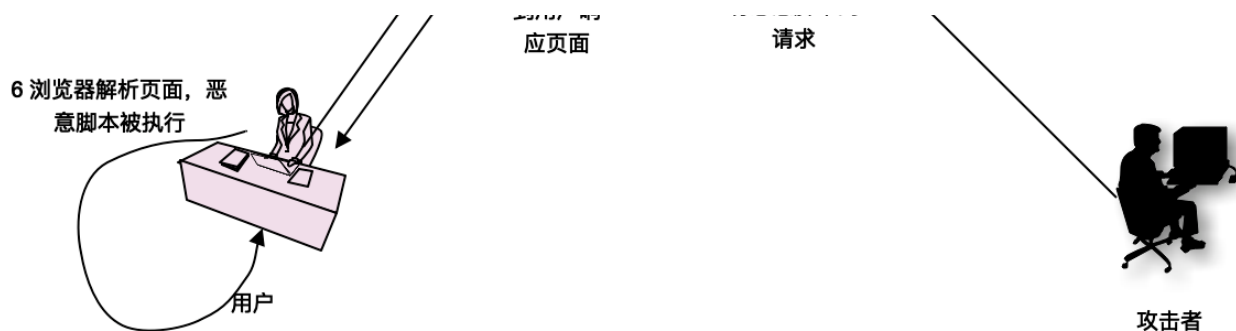 应页面
请求
6 浏览器解析页面，恶
意脚本被执行
用户
攻击者